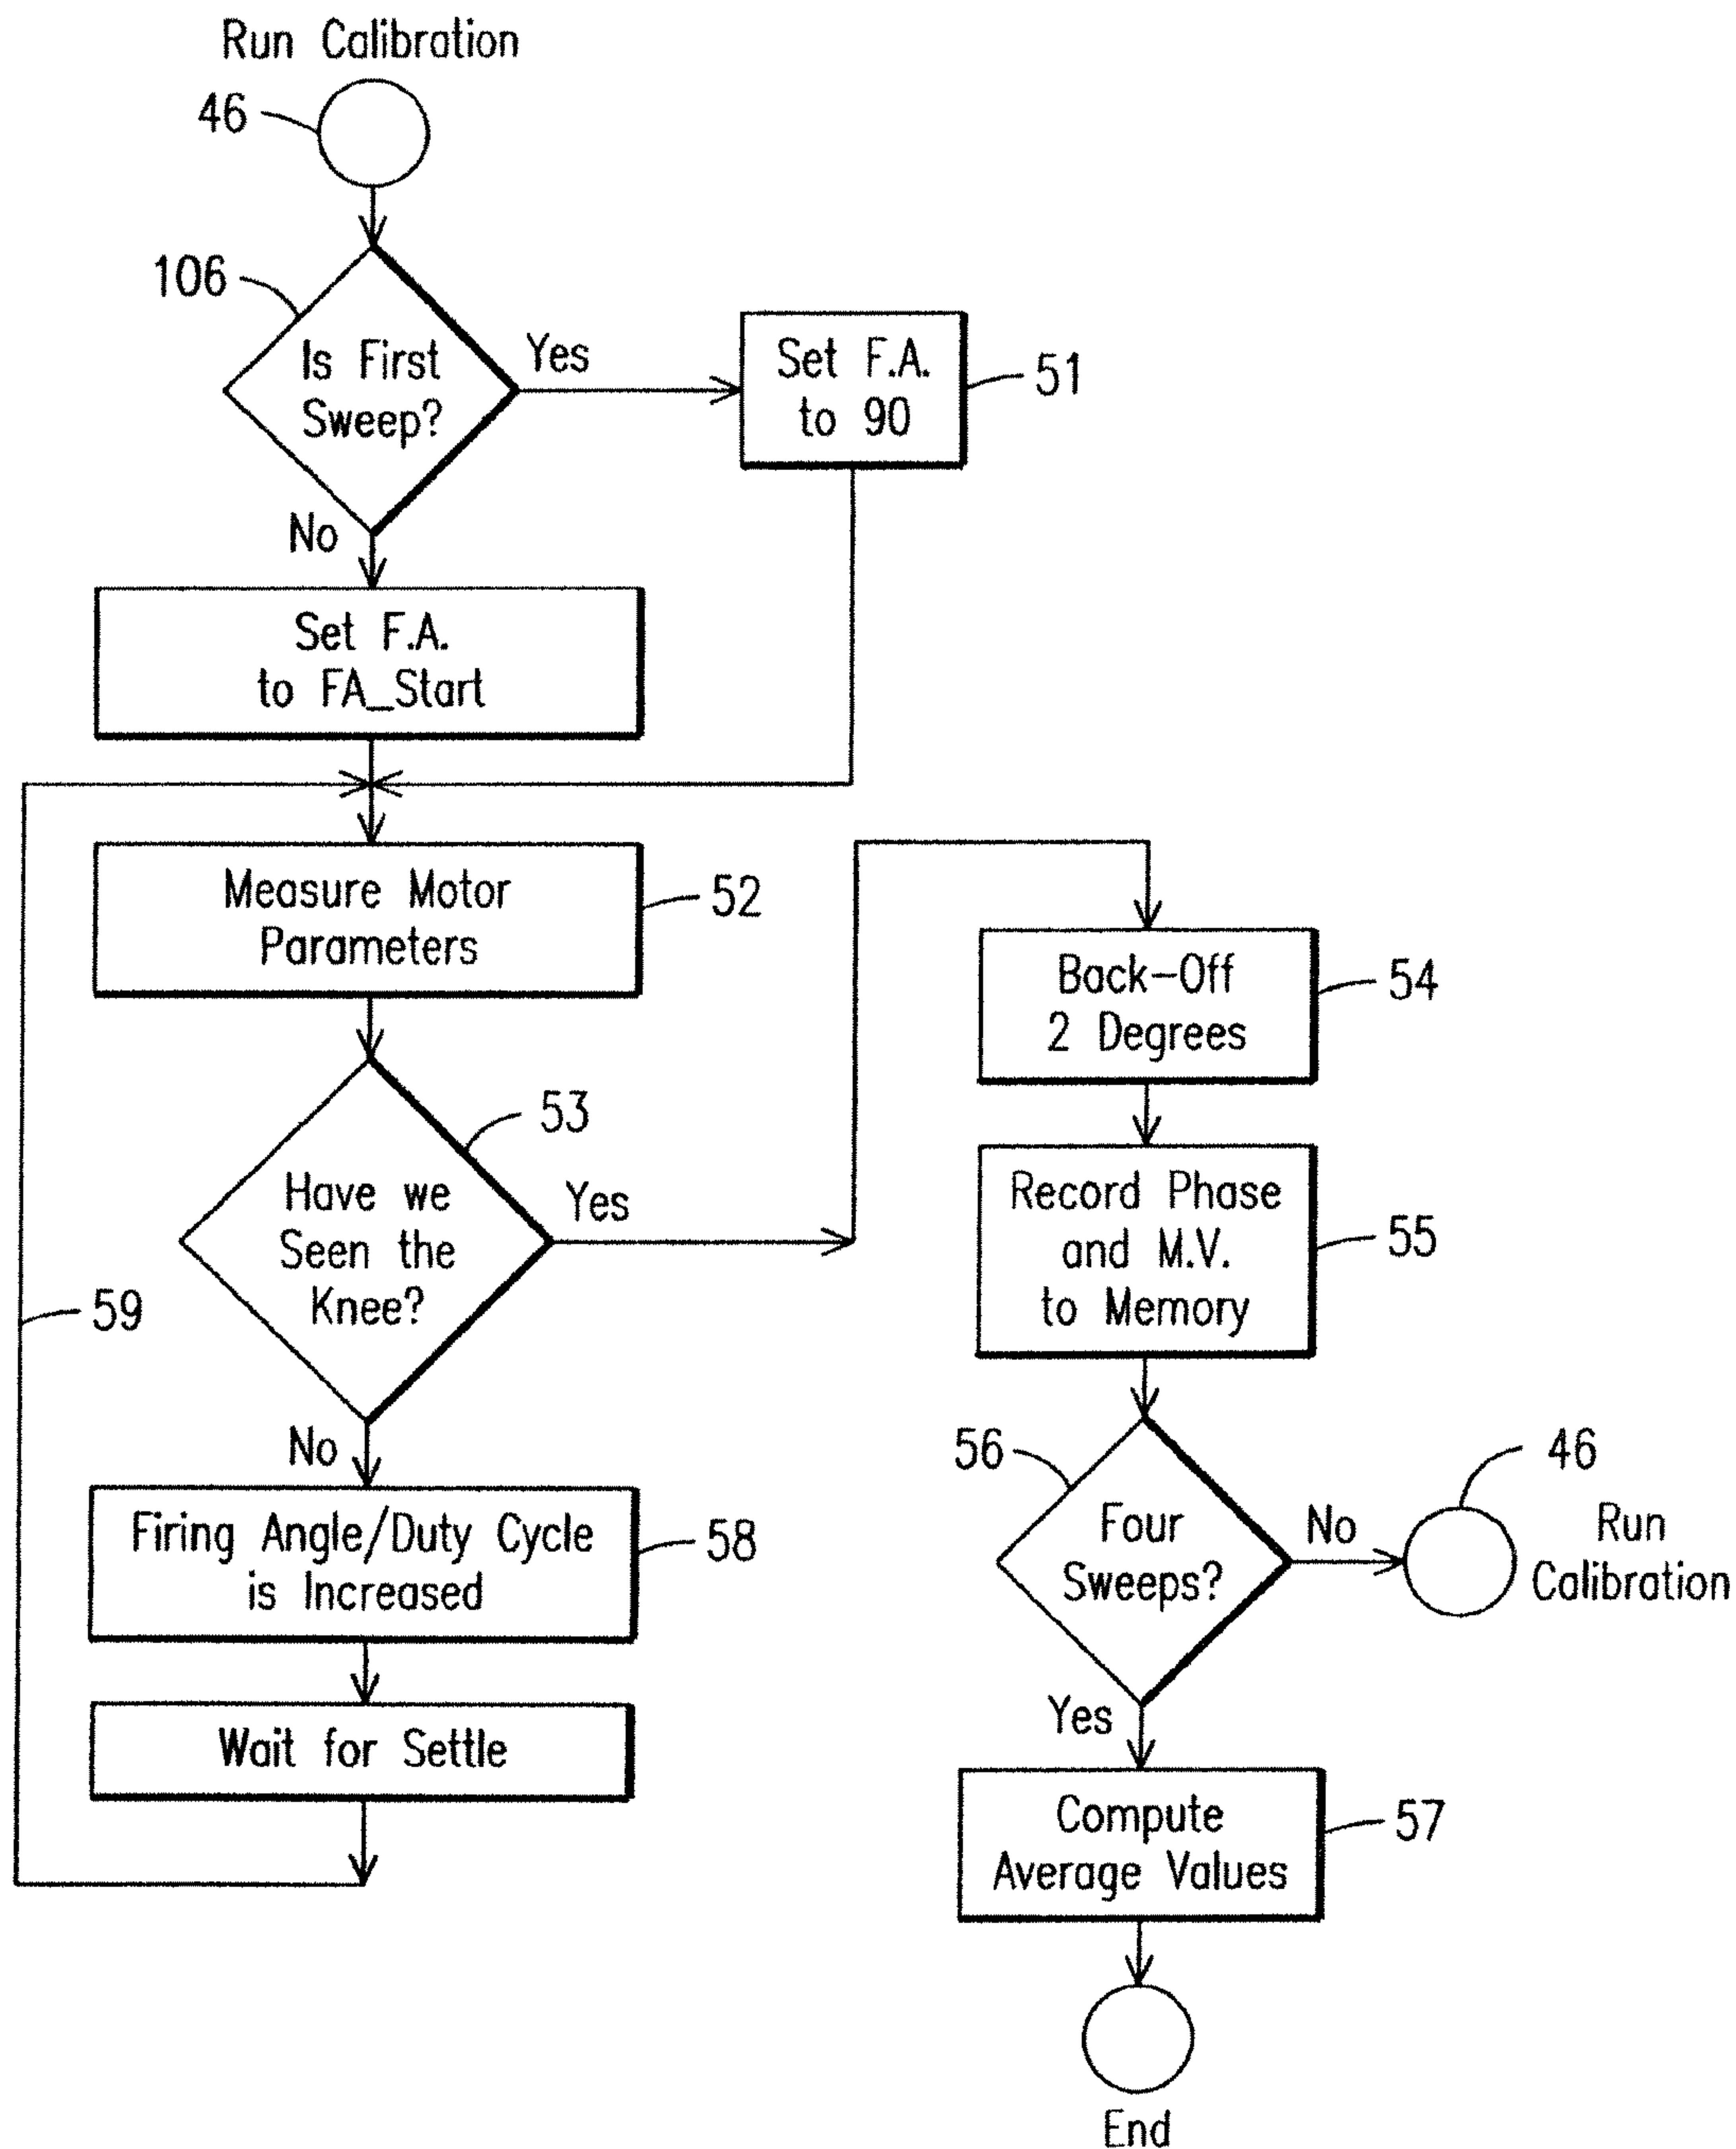 Run Calibration
46
106
Is First
Sweep?
Yes
Set F.A.
to 90
51
No
Set F.A.
to FA_Start
Measure Motor
Parameters
52
53
Have we
Seen the
Knee?
Yes
59
No
Firing Angle/Duty Cycle
is Increased
58
Wait for Settle
Back-Off
2 Degrees
54
Record Phase
and M.V.
to Memory
55
56
Four
Sweeps?
No
46
Run
Calibration
Yes
Compute
Average Values
57
End